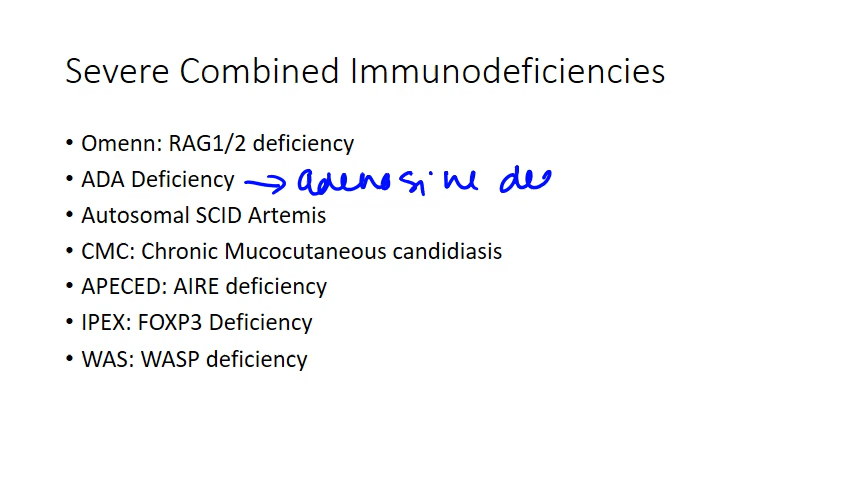 Severe Combined Immunodeficiencies
• Omenn: RAG1/2 deficiency
• ADA Deficiency → adenosine de
• Autosomal SCID Artemis
• CMC: Chronic Mucocutaneous candidiasis
• APECED: AIRE deficiency
• IPEX: FOXP3 Deficiency
• WAS: WASP deficiency